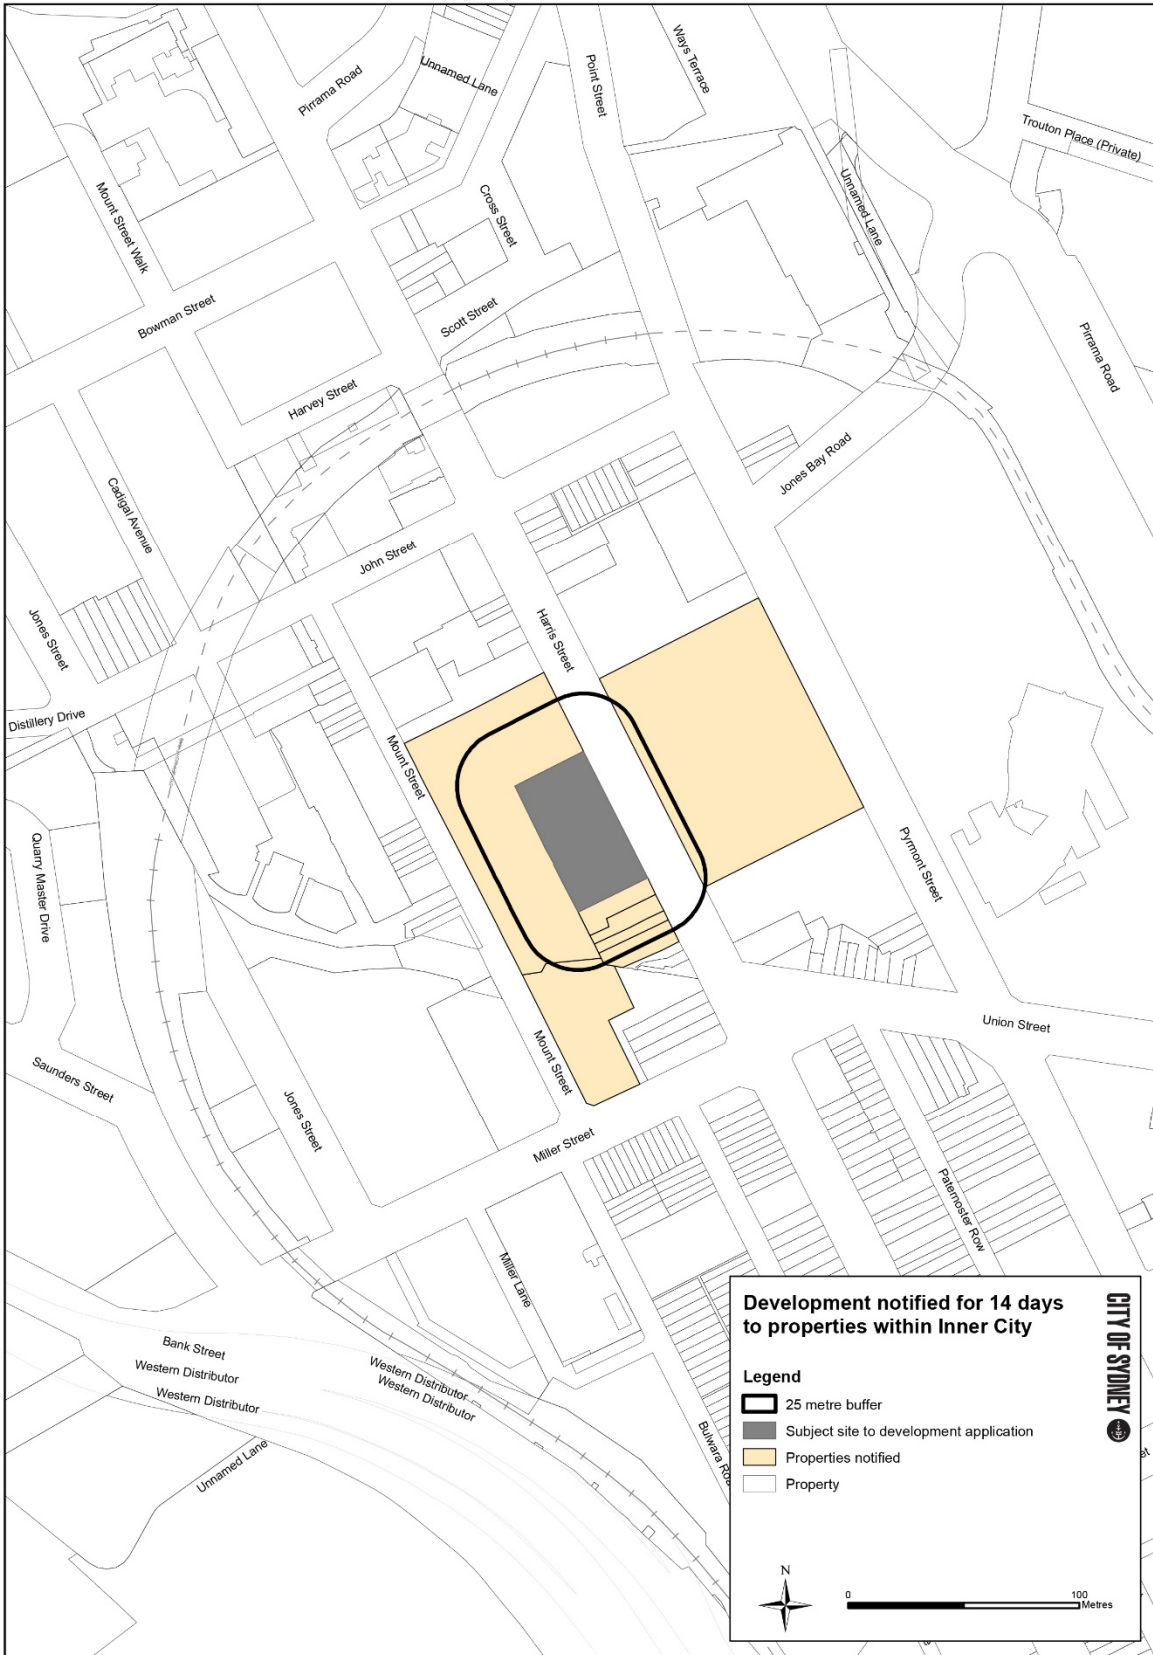 Ways Terrace
Point Street
Unnamed Lane
Pirrama Road
Trouton Place (Private)
Mount Street Walk
Cross Street
Unnamed Lane
Bowman Street
Scott Street
Pirrama Road
Harvey Street
Jones Bay Road
Cadigal Avenue
John Street
Jones Street
Harris Street
Distillery Drive
Mount Street
Quarry Master Drive
Pyrmont Street
Union Street
Mount Street
Saunders Street
Jones Street
Miller Street
Paternoster Row
Miller Lane
Bank Street
Western Distributor
Western Distributor
Western Distributor
Western Distributor
Unnamed Lane
Bulwara Roa
Development notified for 14 days
to properties within Inner City
CITY OF SYDNEY
Legend
25 metre buffer
Subject site to development application
Properties notified
Property
N
0 100
Metres